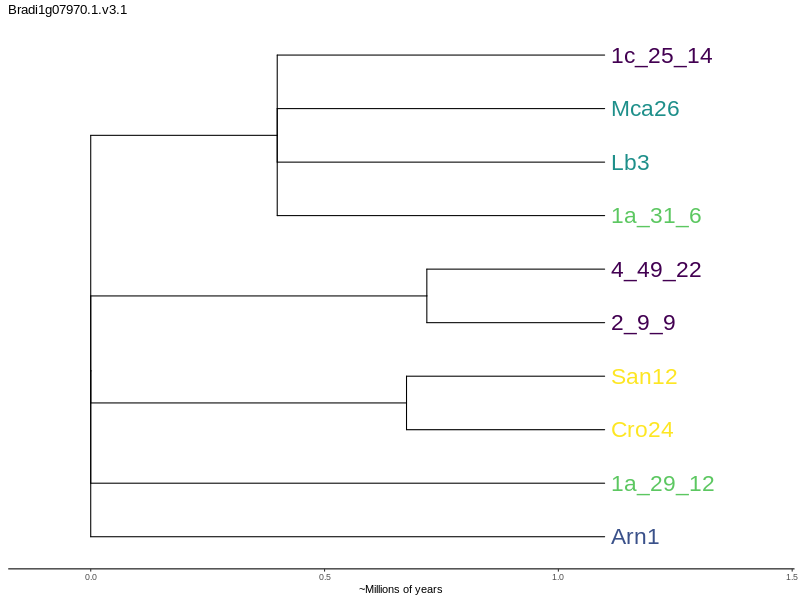 Bradi1g07970.1.v3.1
1c_25_14
Mca26
Lb3
1a_31_6
4_49_22
2_9_9
San12
Cro24
1a_29_12
Arn1
0.0 0.5 1.0 1.5
~Millions of years